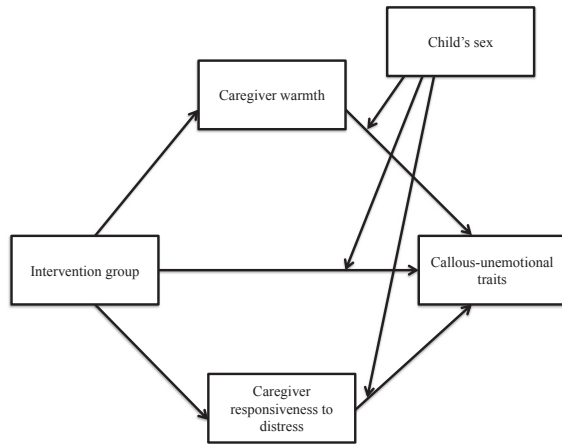 Child's sex
Caregiver warmth
Intervention group
Callous-unemotional
traits
Caregiver
responsiveness to
distress